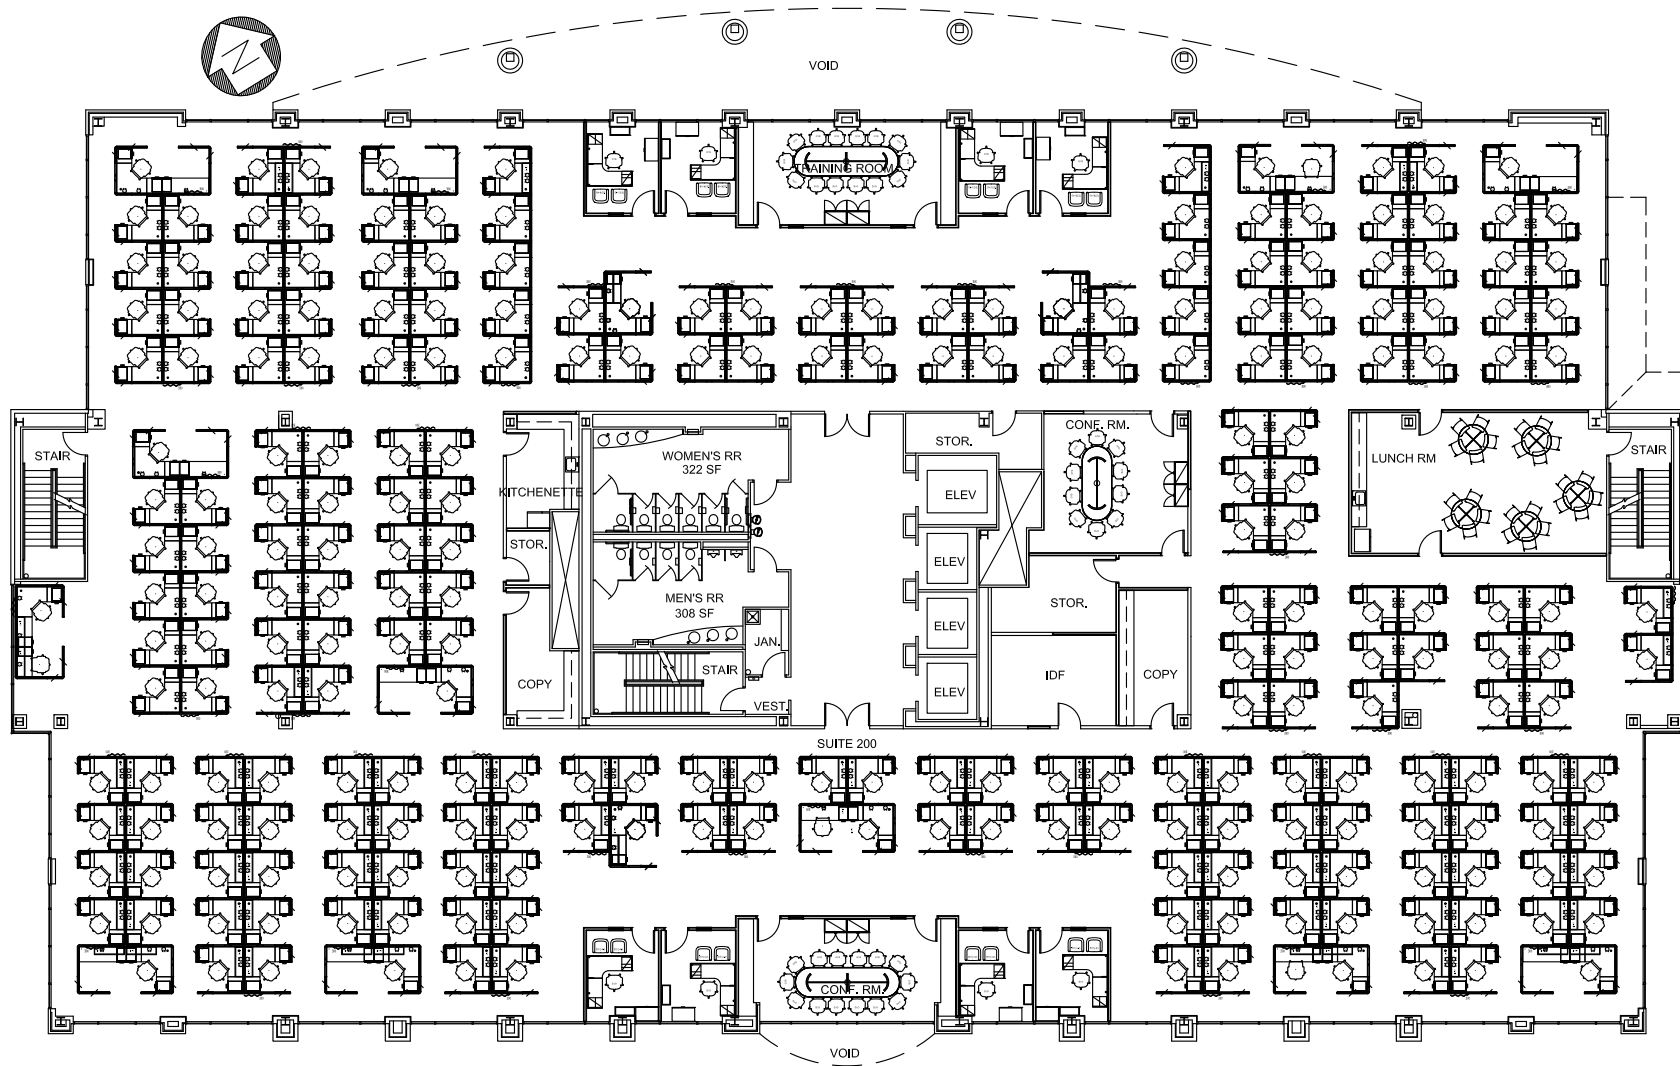 N
VOID
TRAINING ROOM
STAIR
KITCHENETTE
WOMEN'S RR
322 SF
STOR.
ELEV
CONF. RM.
LUNCH RM
STAIR
STOR.
ELEV
MEN'S RR
308 SF
STOR.
ELEV
JAN.
STAIR
COPY
VEST.
ELEV
IDF
COPY
SUITE 200
CONF. RM.
VOID